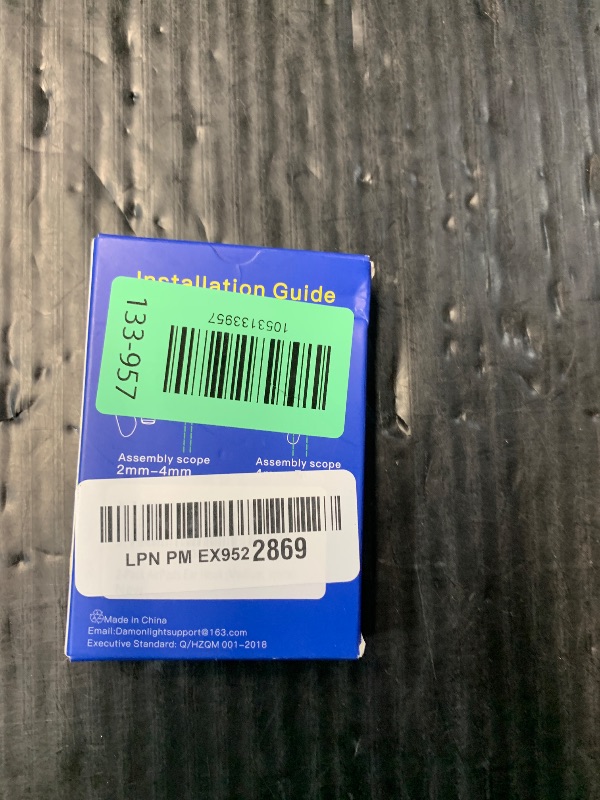 Installation Guide
133-957
1053133957
Assembly scope
2mm-4mm
Assembly scope
LPN PM EX952 2869
Made in China
Email:Damonlightsupport@163.com
Executive Standard: Q/HZQM 001-2018